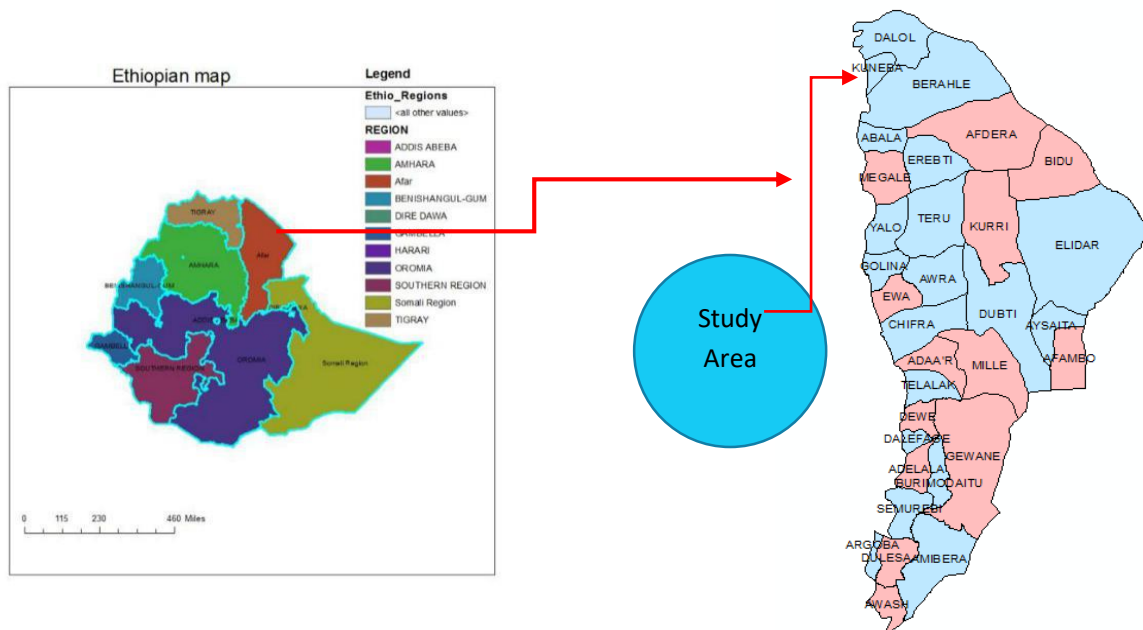 Ethiopian map
Legend
Ethio_Regions
<all other values>
REGION
ADDIS ABEBA
AMHARA
Afar
BENISHANGUL-GUM
DIRE DAWA
GAMBELLA
HARARI
OROMIA
SOUTHERN REGION
Somali Region
TIGRAY
TIGRAY
Afar
AMHARA
BENISHANGUL-GUM
OROMIA
SOUTHERN REGION
Somali Region
0 115 230 460 Miles
Study
Area
DALOL
KUNEBA
BERAHLE
ABALA
AFDERA
EREBTI
BIDU
MEGALE
TERU
YALO
KURRI
ELIDAR
GOLINA
AWRA
EWA
DUBTI
CHIFRA
AYSAITA
ADAA'R
MILLE
AFAMBO
TELALAK
DEWE
DALEFAGE
GEWANE
ADELALA
BURIMODAITU
SEMUREBI
ARGOBA
DULESA
AMIBERA
AWASH